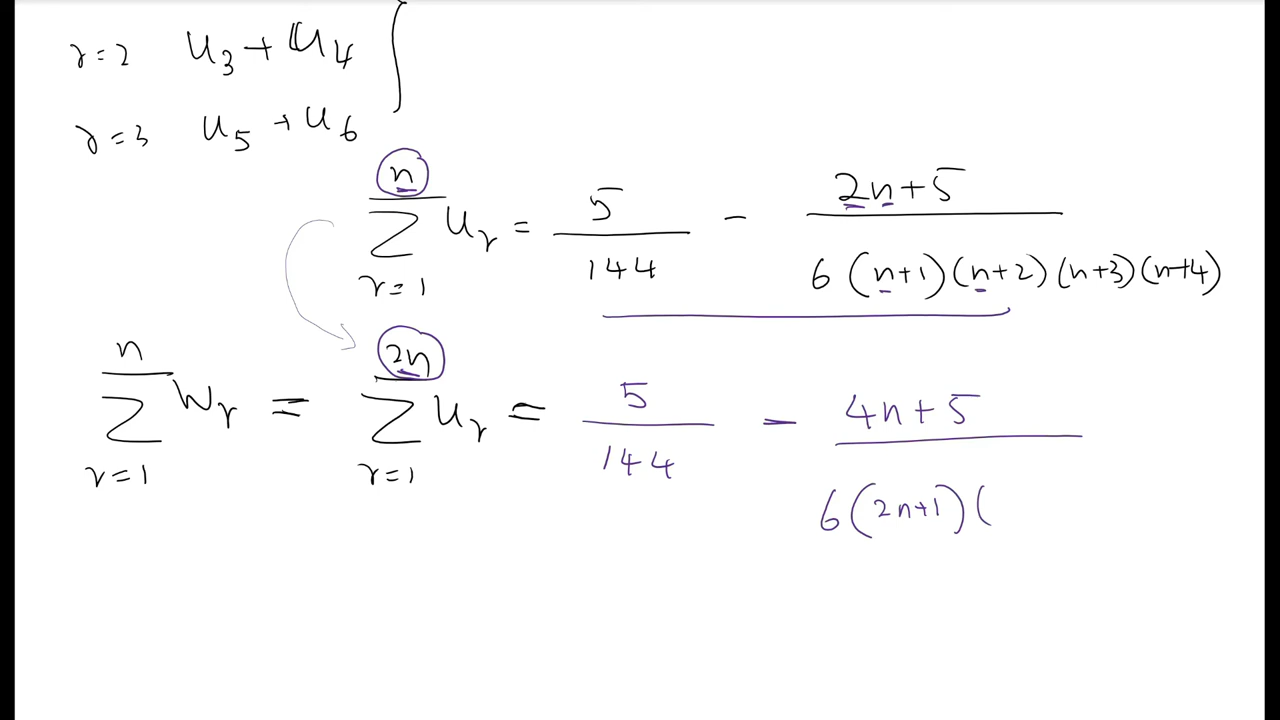 r=2 U₃ + U₄
r=3 U₅ + U₆
n
∑ Uᵣ = 5/144 - (2n+5)/(6(n+1)(n+2)(n+3)(n+4))
r=1
n 2n
∑ Wᵣ = ∑ Uᵣ = 5/144 - (4n+5)/(6(2n+1)(
r=1 r=1